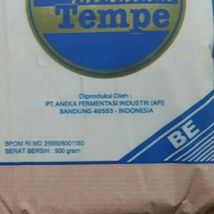 Tempe
Diproduksi Oleh :
PT. ANEKA FERMENTASI INDUSTRI (AFI)
BANDUNG 40553 - INDONESIA
BPOM RI MD 256928001180
BERAT BERSIH : 500 gram
BE